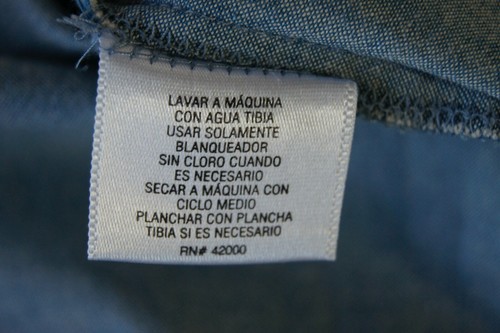 LAVAR A MÁQUINA
CON AGUA TIBIA
USAR SOLAMENTE
BLANQUEADOR
SIN CLORO CUANDO
ES NECESARIO
SECAR A MÁQUINA CON
CICLO MEDIO
PLANCHAR CON PLANCHA
TIBIA SI ES NECESARIO
RN# 42000